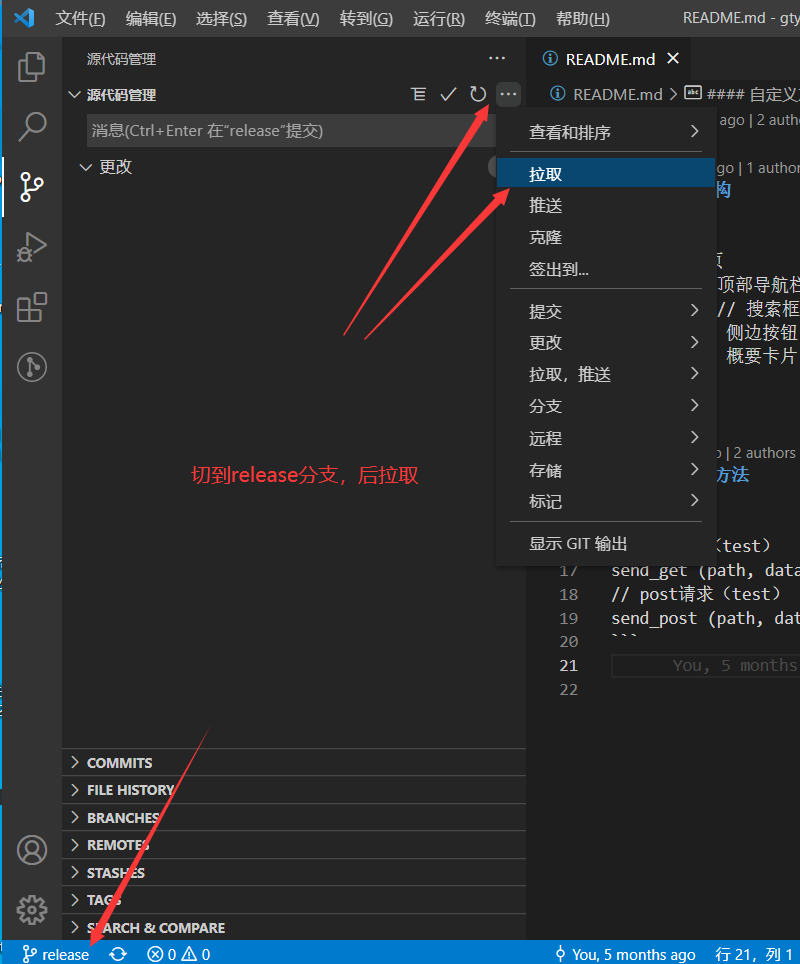 文件(F) 编辑(E) 选择(S) 查看(V) 转到(G) 运行(R) 终端(T) 帮助(H) README.md - gty
源代码管理
源代码管理
消息(Ctrl+Enter 在“release”提交)
更改
README.md
README.md > #### 自定义
ago | 2 auth
查看和排序
go | 1 author
拉取
构
推送
克隆
签出到...
页
顶部导航栏
提交
// 搜索框
更改
侧边按钮
概要卡片
拉取，推送
分支
远程
o | 2 authors
存储
方法
标记
显示 GIT 输出
（test）
切到release分支，后拉取
17 send_get (path, data
18 // post请求（test）
19 send_post (path, dat
20 ```
21 You, 5 months
22
COMMITS
FILE HISTORY
BRANCHES
REMOTES
STASHES
TAGS
SEARCH & COMPARE
release 0 0 You, 5 months ago 行 21，列 1